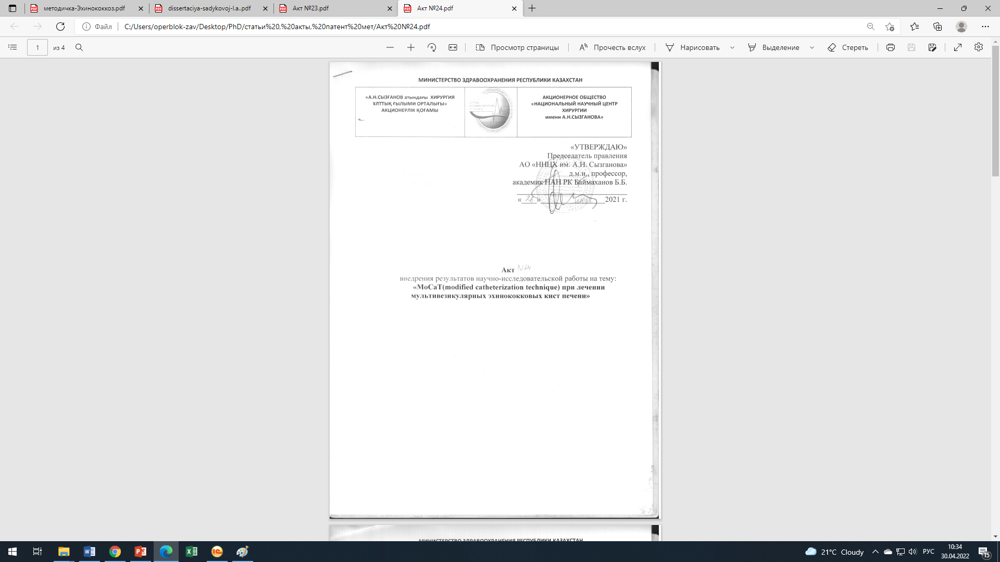 методичка-Эхинококкоз.pdf
dissertaciya-sadykovoj-l.a..pdf
Акт №23.pdf
Акт №24.pdf
Файл
C:/Users/operblok-zav/Desktop/PhD/статьи%20,%20акты,%20патент%20мет/Акт%20№24.pdf
1
из 4
Просмотр страницы
Прочесть вслух
Нарисовать
Выделение
Стереть
МИНИСТЕРСТВО ЗДРАВООХРАНЕНИЯ РЕСПУБЛИКИ КАЗАХСТАН
«А.Н.СЫЗҒАНОВ атындағы ХИРУРГИЯ
ҰЛТТЫҚ ҒЫЛЫМИ ОРТАЛЫҒЫ»
АКЦИОНЕРЛІК ҚОҒАМЫ
АКЦИОНЕРНОЕ ОБЩЕСТВО
«НАЦИОНАЛЬНЫЙ НАУЧНЫЙ ЦЕНТР
ХИРУРГИИ
имени А.Н.СЫЗГАНОВА»
«УТВЕРЖДАЮ»
Председатель правления
АО «ННЦХ им. А.Н. Сызганова»
д.м.н., профессор,
академик НАН РК Баймаханов Б.Б.
«26» 2021 г.
Акт N24
внедрения результатов научно-исследовательской работы на тему:
«MoCaT(modified catheterization technique) при лечении
мультивезикулярных эхинококковых кист печени»
МИНИСТЕРСТВО ЗДРАВООХРАНЕНИЯ РЕСПУБЛИКИ КАЗАХСТАН
21°C Cloudy
РУС
10:34
30.04.2022
15